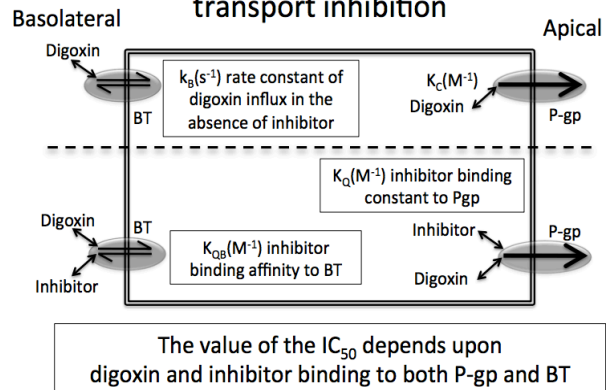 transport inhibition
Basolateral
Apical
Digoxin
BT
k_B(s⁻¹) rate constant of
digoxin influx in the
absence of inhibitor
K_C(M⁻¹)
Digoxin
P-gp
K_Q(M⁻¹) inhibitor binding
constant to Pgp
Digoxin
BT
Inhibitor
K_QB(M⁻¹) inhibitor
binding affinity to BT
Inhibitor
P-gp
Digoxin
The value of the IC₅₀ depends upon
digoxin and inhibitor binding to both P-gp and BT